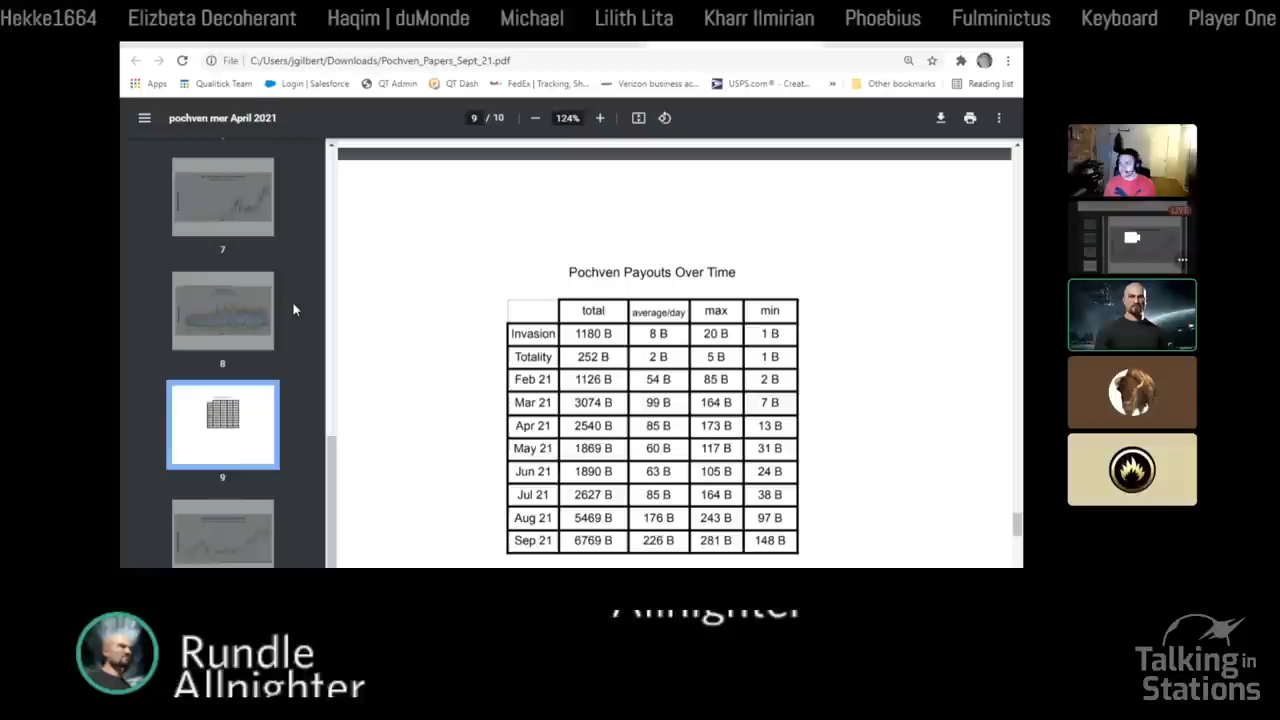 Hekke1664 Elizbeta Decoherant Haqim | duMonde Michael Lilith Lita Kharr Ilmirian Phoebius Fulminictus Keyboard Player One
File | C:/Users/jgilbert/Downloads/Pochven_Papers_Sept_21.pdf
Apps Qualitick Team Login | Salesforce QT Admin QT Dash FedEx | Tracking, Sh... Verizon business ac... USPS.com® - Creat... » Other bookmarks Reading list
pochven mer April 2021 9 / 10 − 124% +
7
8
9
Pochven Payouts Over Time
total average/day max min
Invasion 1180 B 8 B 20 B 1 B
Totality 252 B 2 B 5 B 1 B
Feb 21 1126 B 54 B 85 B 2 B
Mar 21 3074 B 99 B 164 B 7 B
Apr 21 2540 B 85 B 173 B 13 B
May 21 1869 B 60 B 117 B 31 B
Jun 21 1890 B 63 B 105 B 24 B
Jul 21 2627 B 85 B 164 B 38 B
Aug 21 5469 B 176 B 243 B 97 B
Sep 21 6769 B 226 B 281 B 148 B
LIVE
Allnighter
Rundle
Allnighter
Talking in
Stations